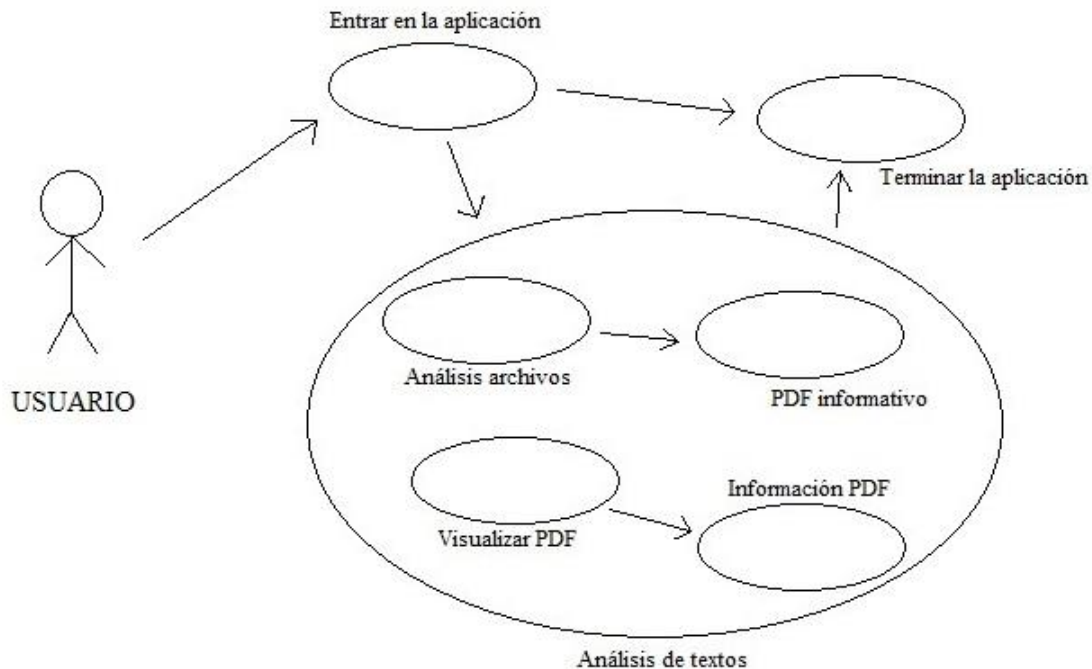 Entrar en la aplicación
Terminar la aplicación
USUARIO
Análisis archivos
PDF informativo
Información PDF
Visualizar PDF
Análisis de textos